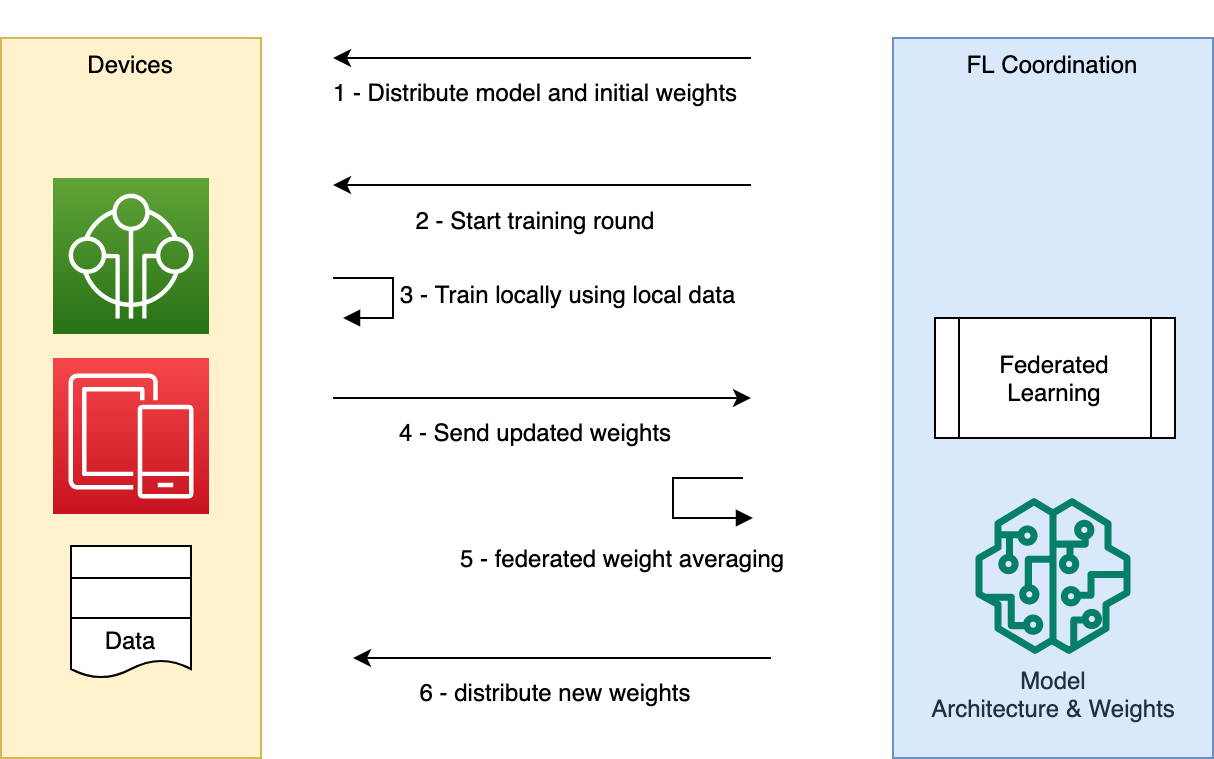 Devices
FL Coordination
1 - Distribute model and initial weights
2 - Start training round
3 - Train locally using local data
Federated
Learning
4 - Send updated weights
5 - federated weight averaging
Data
6 - distribute new weights
Model
Architecture & Weights